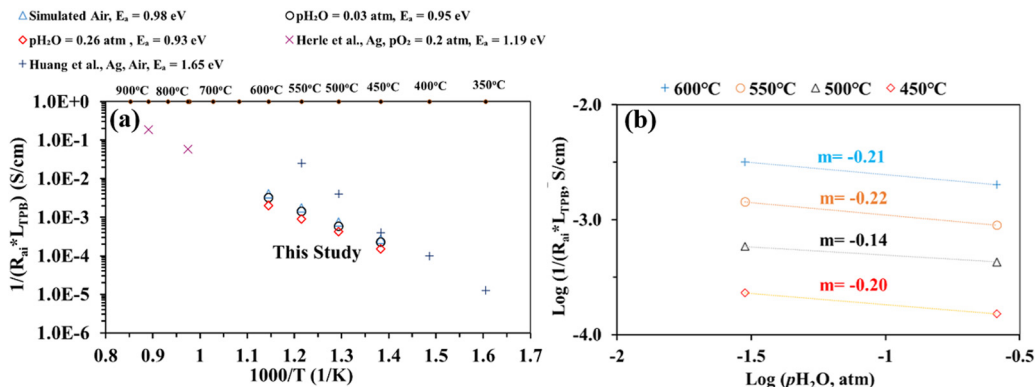 Simulated Air, Eₐ = 0.98 eV
pH₂O = 0.03 atm, Eₐ = 0.95 eV
pH₂O = 0.26 atm , Eₐ = 0.93 eV
Herle et al., Ag, pO₂ = 0.2 atm, Eₐ = 1.19 eV
Huang et al., Ag, Air, Eₐ = 1.65 eV
900°C 800°C 700°C 600°C 550°C 500°C 450°C 400°C 350°C
(a)
1.0E+0
1.0E-1
1.0E-2
1.0E-3
1.0E-4
1.0E-5
1.0E-6
1/(Rₐᵢ*L_TPB) (S/cm)
This Study
0.8 0.9 1 1.1 1.2 1.3 1.4 1.5 1.6 1.7
1000/T (1/K)
600°C 550°C 500°C 450°C
(b)
-2.0
-3.0
-4.0
Log (1/(Rₐᵢ*L_TPB, S/cm)
m= -0.21
m= -0.22
m= -0.14
m= -0.20
-2 -1.5 -1 -0.5
Log (pH₂O, atm)